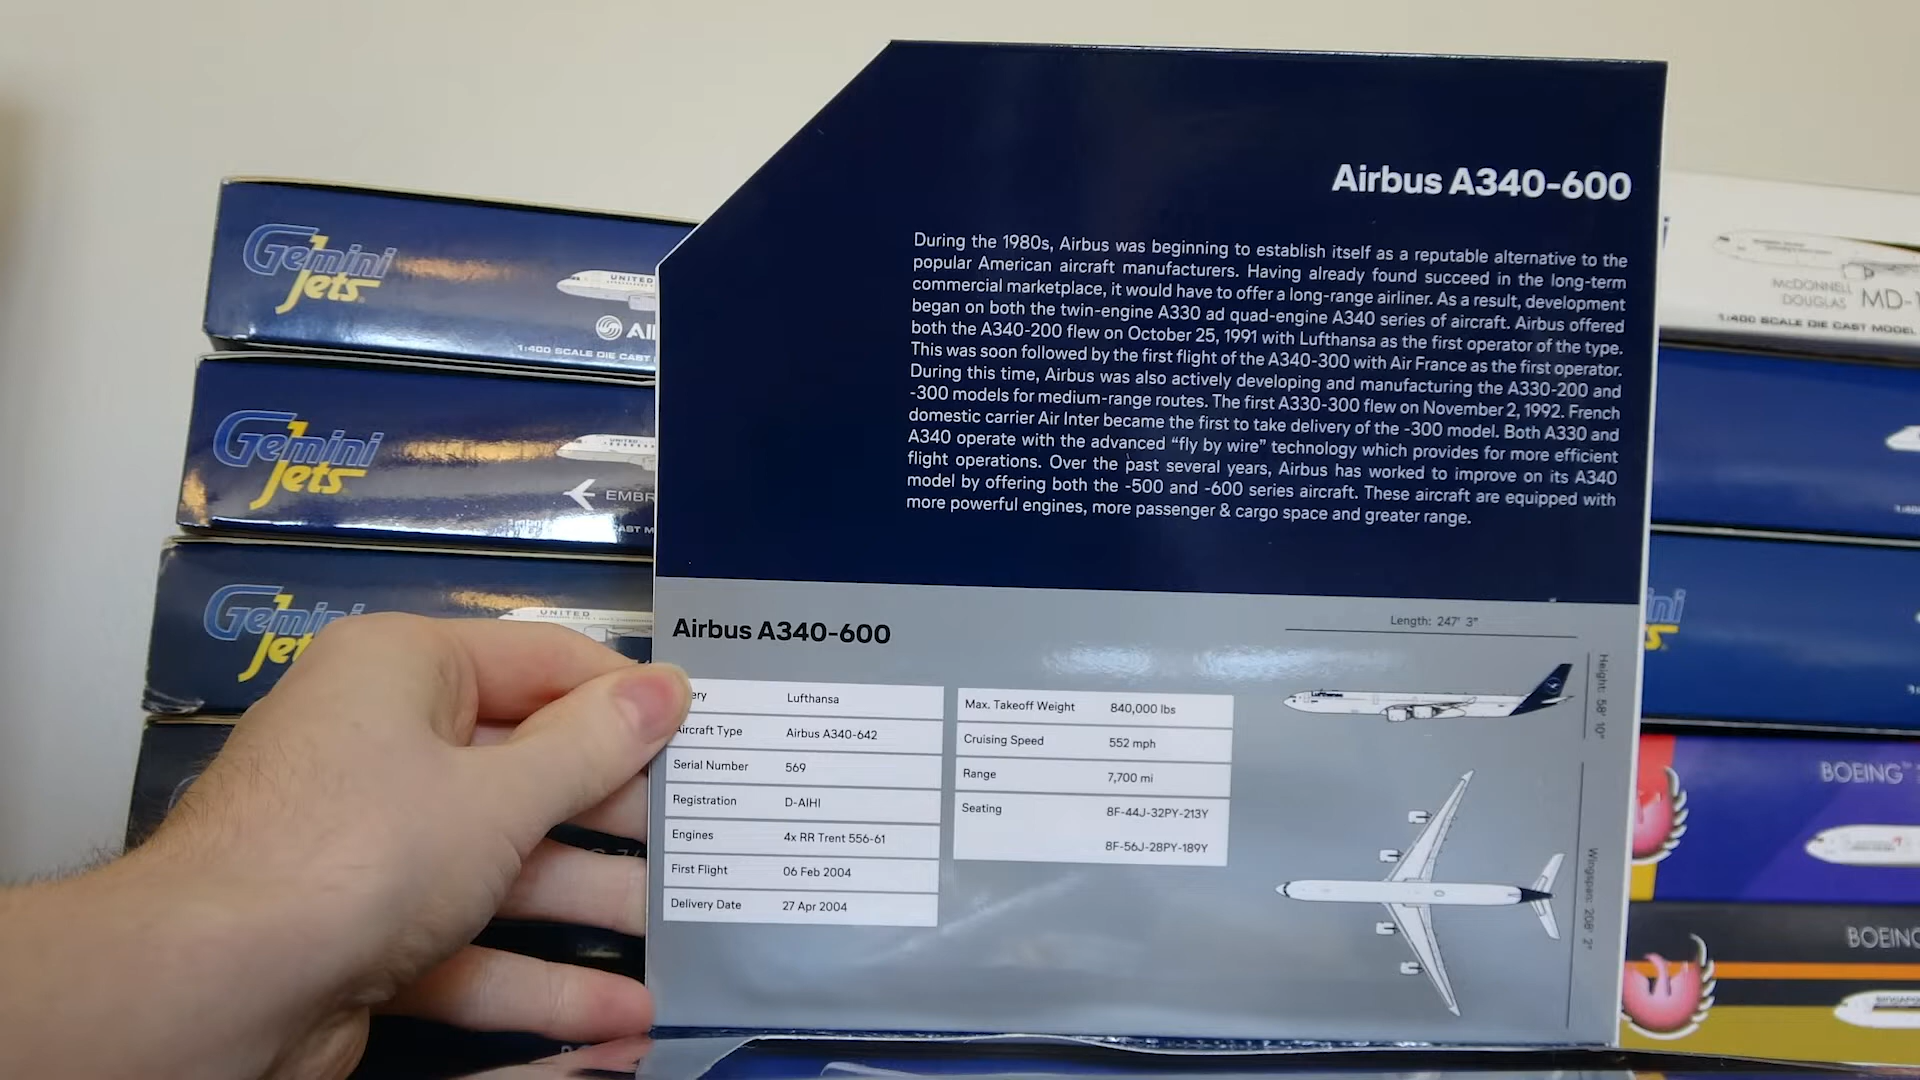 Airbus A340-600
During the 1980s, Airbus was beginning to establish itself as a reputable alternative to the
popular American aircraft manufacturers. Having already found succeed in the long-term
commercial marketplace, it would have to offer a long-range airliner. As a result, development
began on both the twin-engine A330 ad quad-engine A340 series of aircraft. Airbus offered
both the A340-200 flew on October 25, 1991 with Lufthansa as the first operator of the type.
This was soon followed by the first flight of the A340-300 with Air France as the first operator.
During this time, Airbus was also actively developing and manufacturing the A330-200 and
-300 models for medium-range routes. The first A330-300 flew on November 2, 1992. French
domestic carrier Air Inter became the first to take delivery of the -300 model. Both A330 and
A340 operate with the advanced “fly by wire” technology which provides for more efficient
flight operations. Over the past several years, Airbus has worked to improve on its A340
model by offering both the -500 and -600 series aircraft. These aircraft are equipped with
more powerful engines, more passenger & cargo space and greater range.
Airbus A340-600
ery Lufthansa
Aircraft Type Airbus A340-642
Serial Number 569
Registration D-AIHI
Engines 4x RR Trent 556-61
First Flight 06 Feb 2004
Delivery Date 27 Apr 2004
Max. Takeoff Weight 840,000 lbs
Cruising Speed 552 mph
Range 7,700 mi
Seating 8F-44J-32PY-213Y
8F-56J-28PY-189Y
Length: 247' 3"
Height: 58' 10"
Wingspan: 208' 2"
Lufthansa
Gemini
Jets
UNITED
AI
1:400 SCALE DIE CAST
Gemini
Jets
UNITED
EMBR
AST M
Gemini
Je
UNITED
McDONNELL
DOUGLAS MD-1
1:400 SCALE DIE CAST MODEL
ini
s
BOEING
BOEING